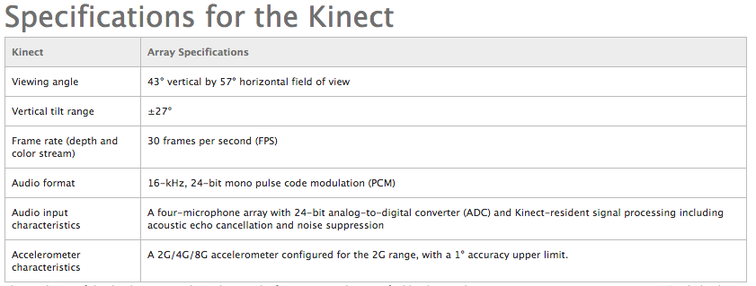 Specifications for the Kinect
Kinect Array Specifications
Viewing angle 43° vertical by 57° horizontal field of view
Vertical tilt range ±27°
Frame rate (depth and 30 frames per second (FPS)
color stream)
Audio format 16-kHz, 24-bit mono pulse code modulation (PCM)
Audio input A four-microphone array with 24-bit analog-to-digital converter (ADC) and Kinect-resident signal processing including
characteristics acoustic echo cancellation and noise suppression
Accelerometer A 2G/4G/8G accelerometer configured for the 2G range, with a 1° accuracy upper limit.
characteristics